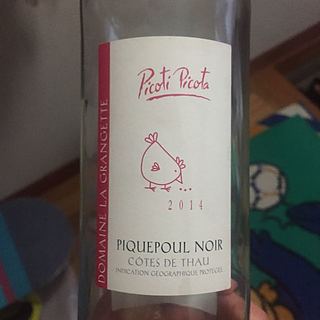 Picoti Picota
DOMAINE LA GRANGETTE
2014
PIQUEPOUL NOIR
CÔTES DE THAU
INDICATION GÉOGRAPHIQUE PROTÉGÉE